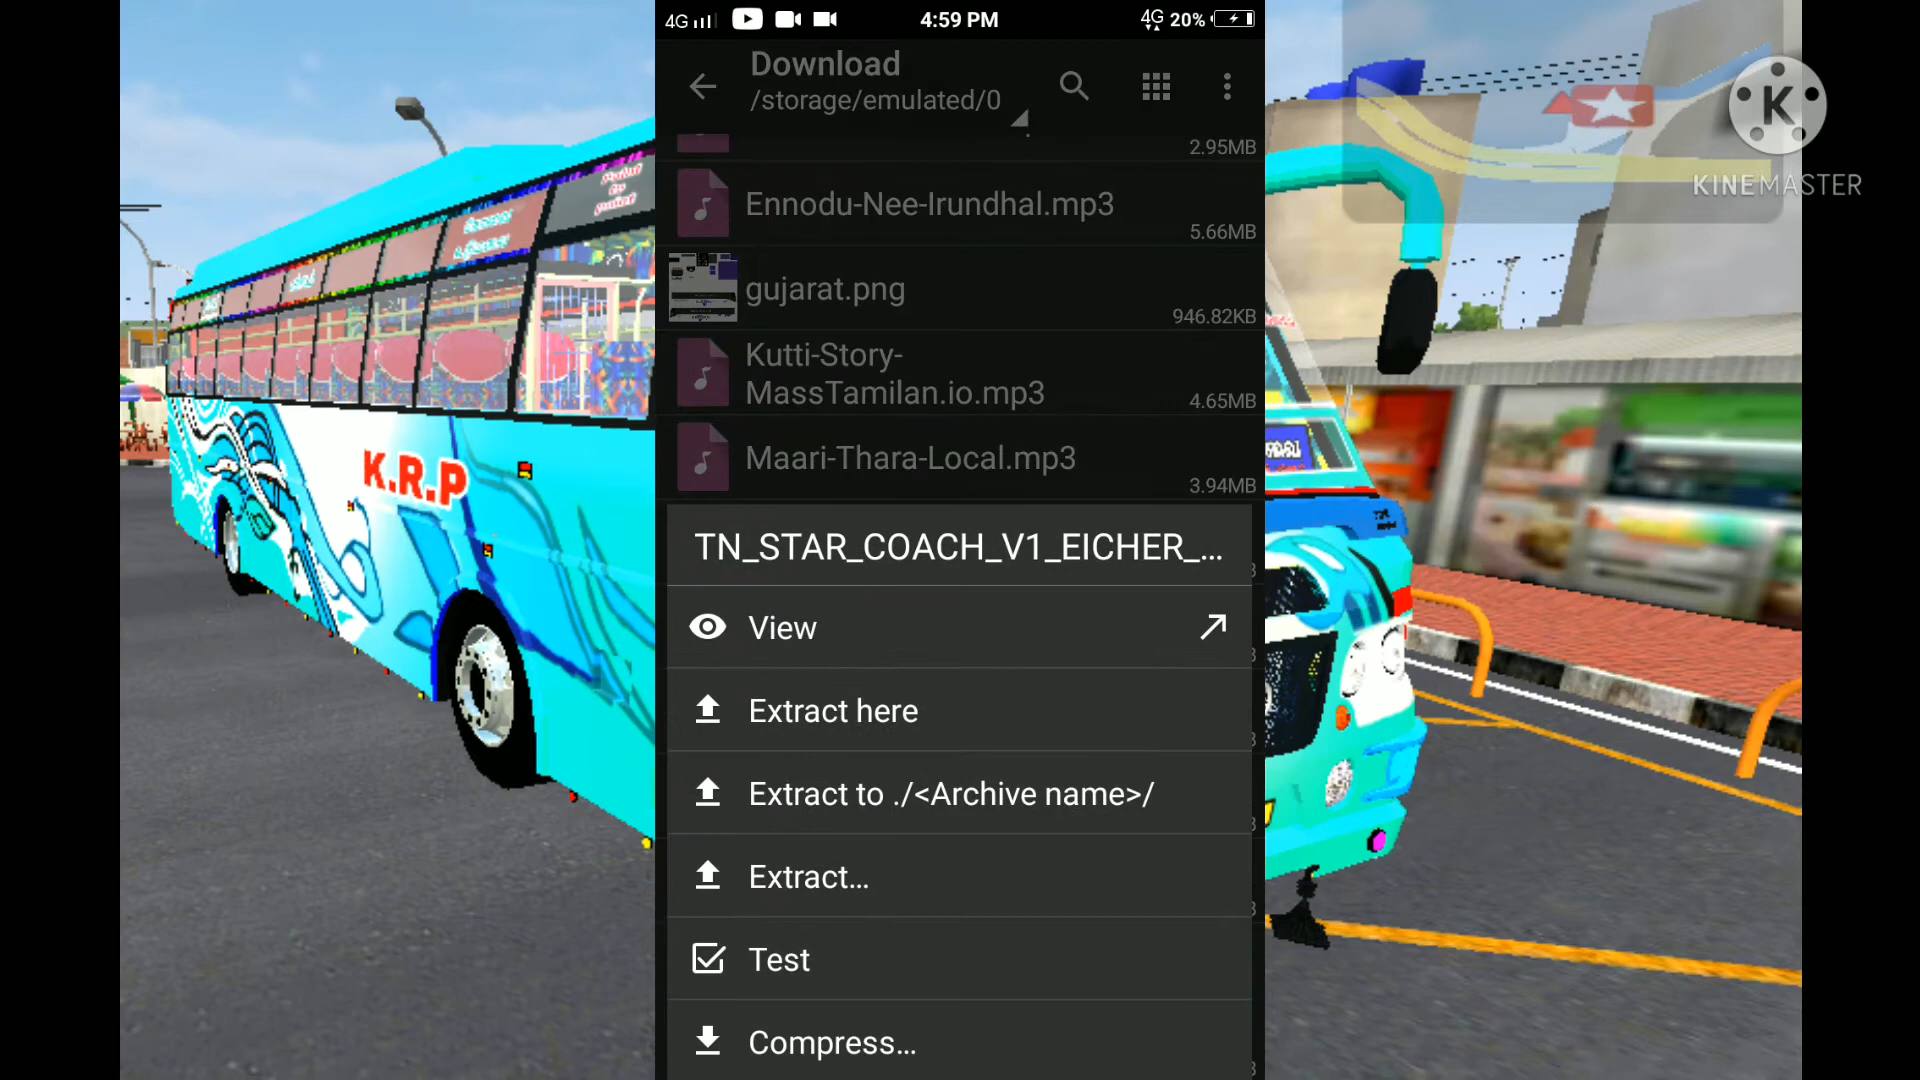 4G
4:59 PM
4G 20%
Download
/storage/emulated/0
2.95MB
Ennodu-Nee-Irundhal.mp3
5.66MB
gujarat.png
946.82KB
Kutti-Story-
MassTamilan.io.mp3
4.65MB
Maari-Thara-Local.mp3
3.94MB
TN_STAR_COACH_V1_EICHER_...
View
Extract here
Extract to ./<Archive name>/
Extract...
Test
Compress...
K.R.P
K
KINEMASTER